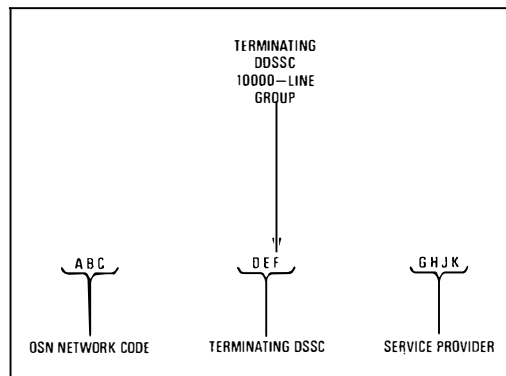 TERMINATING
DDSSC
10000—LINE
GROUP
ABC DEF GHJK
OSN NETWORK CODE TERMINATING DSSC SERVICE PROVIDER